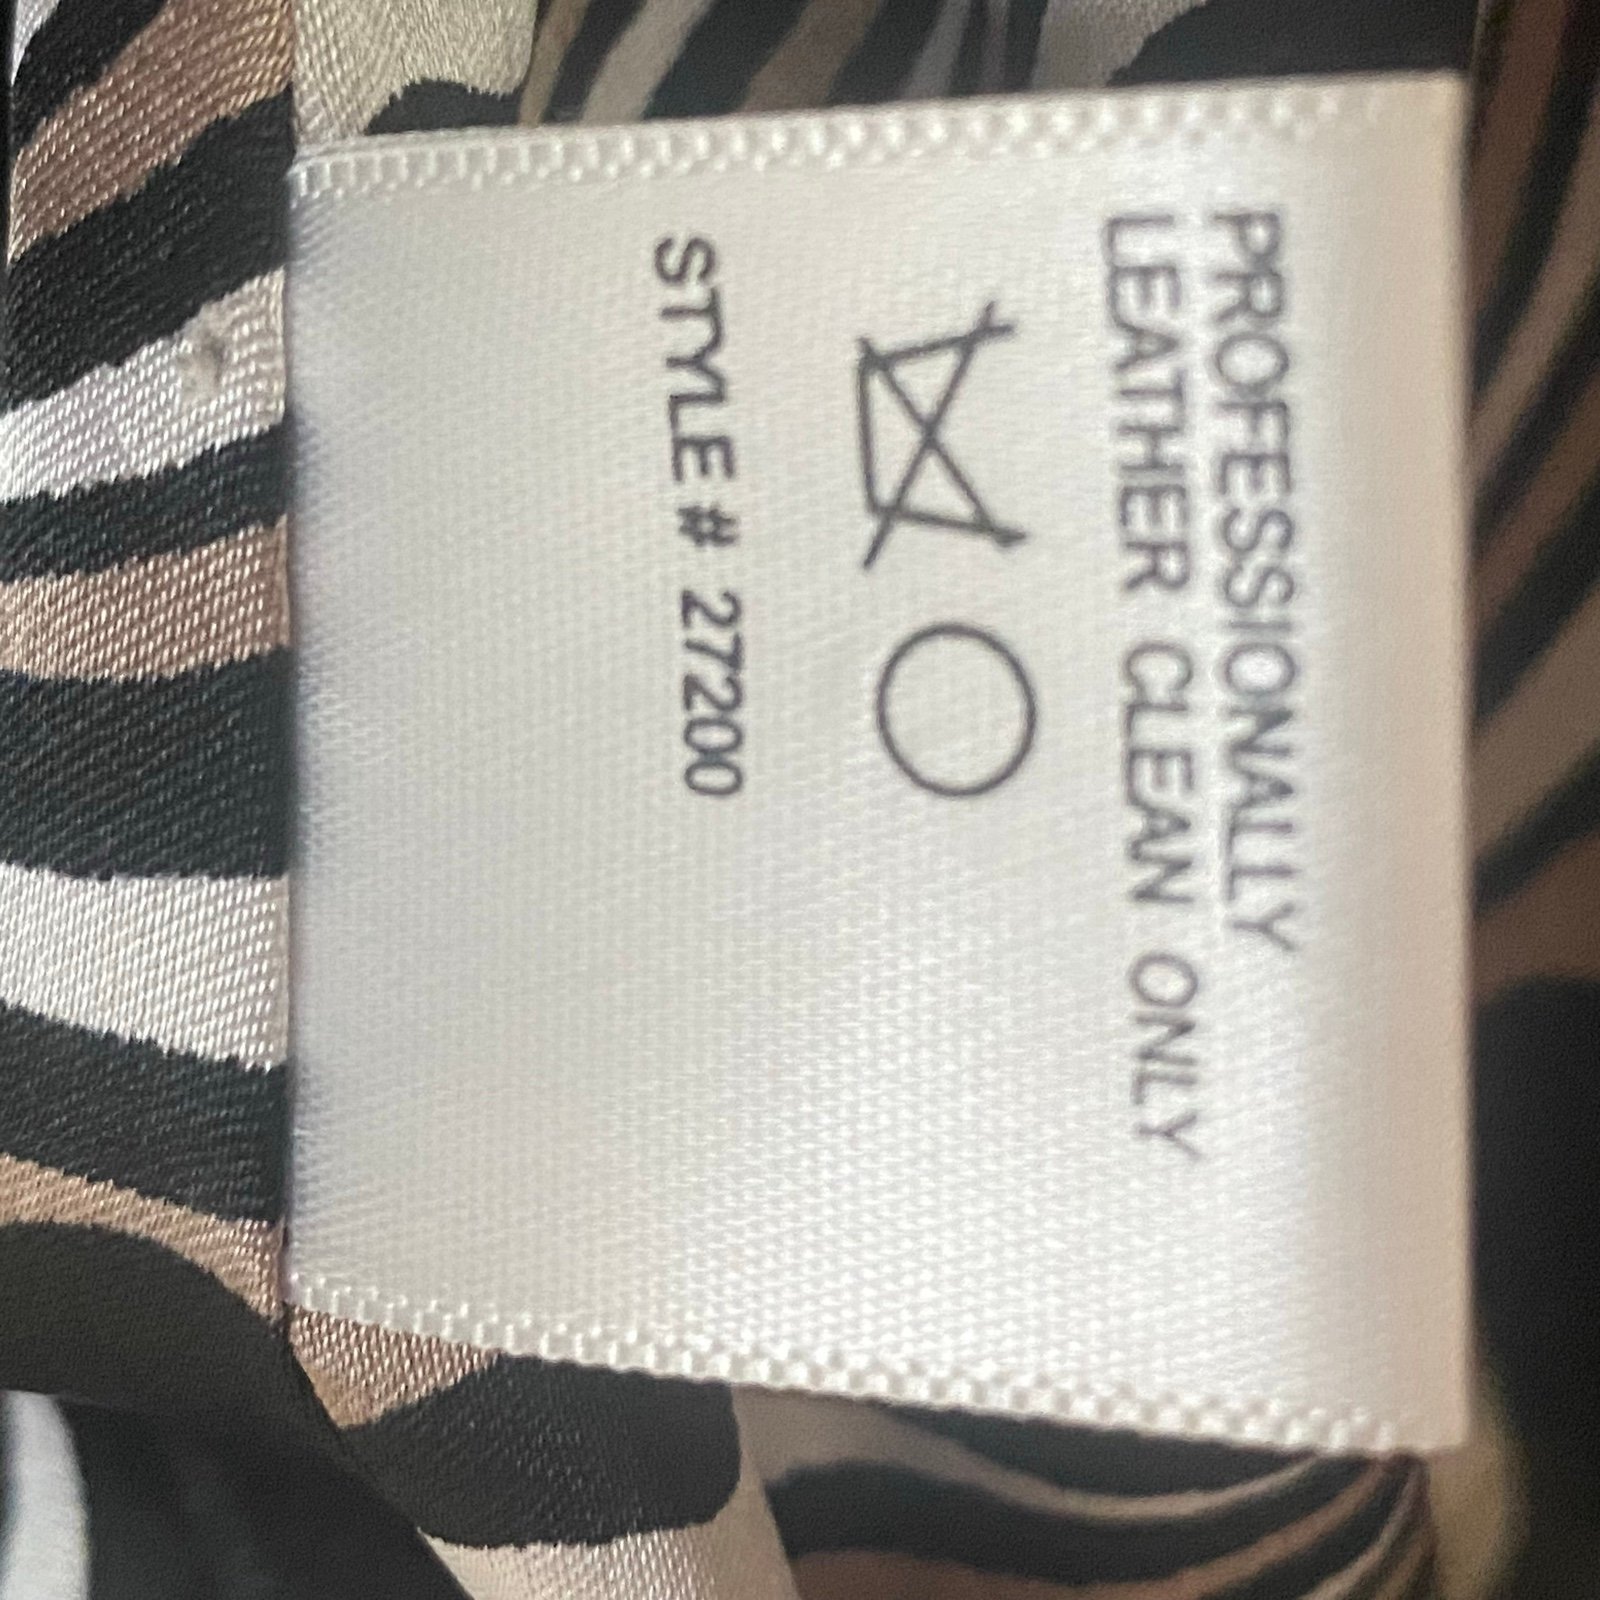 PROFESSIONALLY
LEATHER CLEAN ONLY
STYLE # 27200